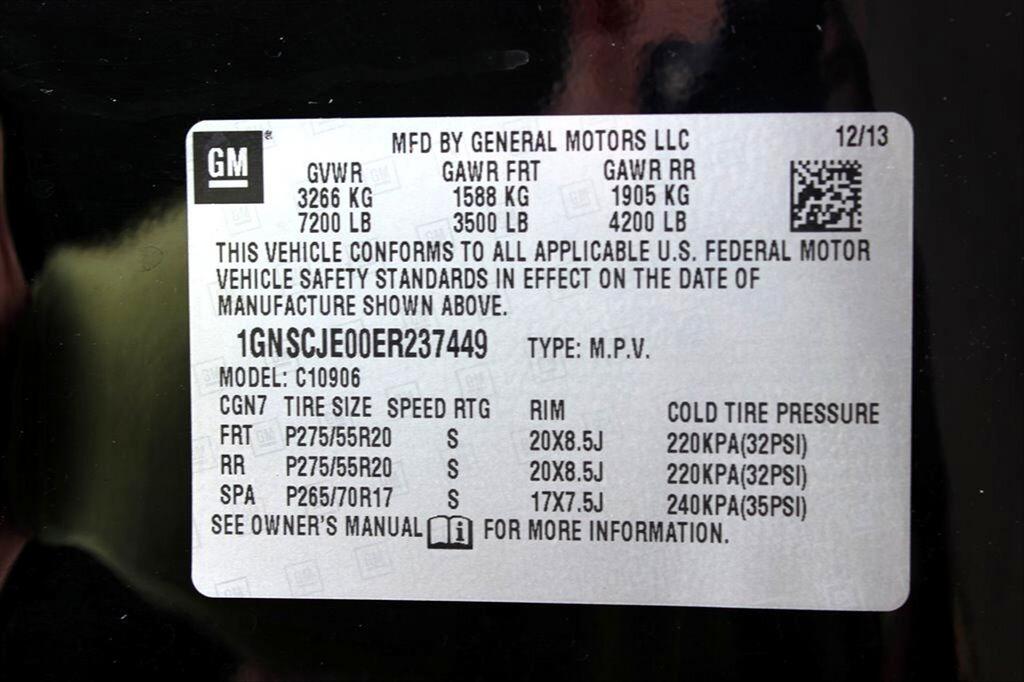 GM
MFD BY GENERAL MOTORS LLC 12/13
GVWR GAWR FRT GAWR RR
3266 KG 1588 KG 1905 KG
7200 LB 3500 LB 4200 LB
THIS VEHICLE CONFORMS TO ALL APPLICABLE U.S. FEDERAL MOTOR
VEHICLE SAFETY STANDARDS IN EFFECT ON THE DATE OF
MANUFACTURE SHOWN ABOVE.
1GNSCJE00ER237449 TYPE: M.P.V.
MODEL: C10906
CGN7 TIRE SIZE SPEED RTG RIM COLD TIRE PRESSURE
FRT P275/55R20 S 20X8.5J 220KPA(32PSI)
RR P275/55R20 S 20X8.5J 220KPA(32PSI)
SPA P265/70R17 S 17X7.5J 240KPA(35PSI)
SEE OWNER'S MANUAL i FOR MORE INFORMATION.